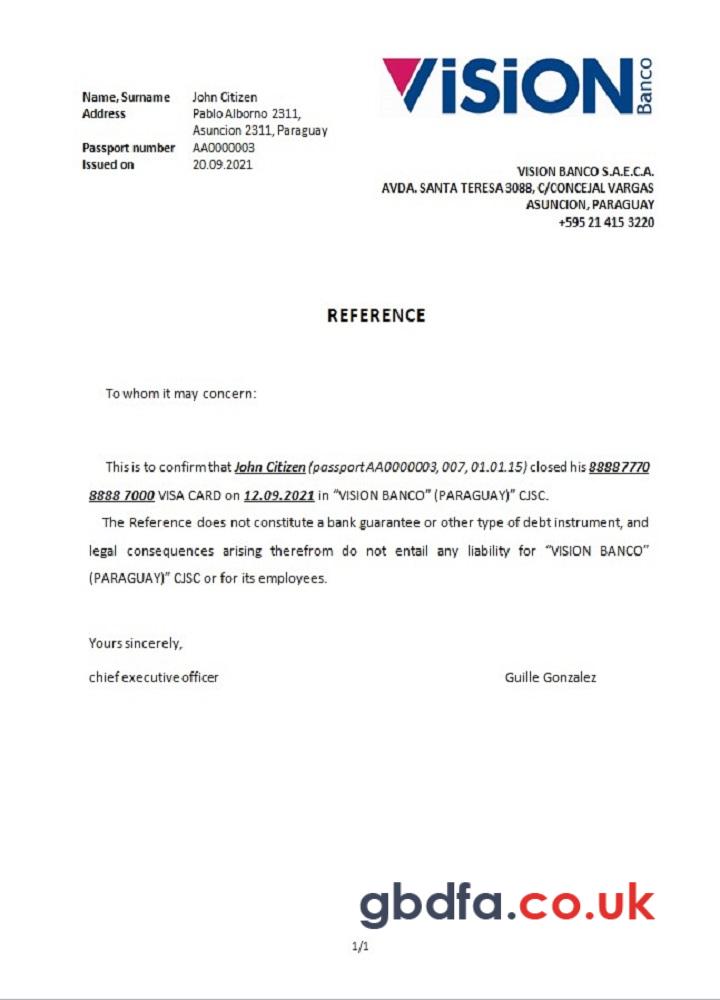 ViSiON Banco
Name, Surname John Citizen
Address Pablo Alborno 2311,
Asuncion 2311, Paraguay
Passport number AA0000003
Issued on 20.09.2021
VISION BANCO S.A.E.C.A.
AVDA. SANTA TERESA 3088, C/CONCEJAL VARGAS
ASUNCION, PARAGUAY
+595 21 415 3220
REFERENCE
To whom it may concern:
This is to confirm that John Citizen (passport AA0000003, 007, 01.01.15) closed his 8888 7770
8888 7000 VISA CARD on 12.09.2021 in “VISION BANCO” (PARAGUAY)” CJSC.
The Reference does not constitute a bank guarantee or other type of debt instrument, and
legal consequences arising therefrom do not entail any liability for “VISION BANCO”
(PARAGUAY)” CJSC or for its employees.
Yours sincerely,
chief executive officer Guille Gonzalez
gbdfa.co.uk
1/1